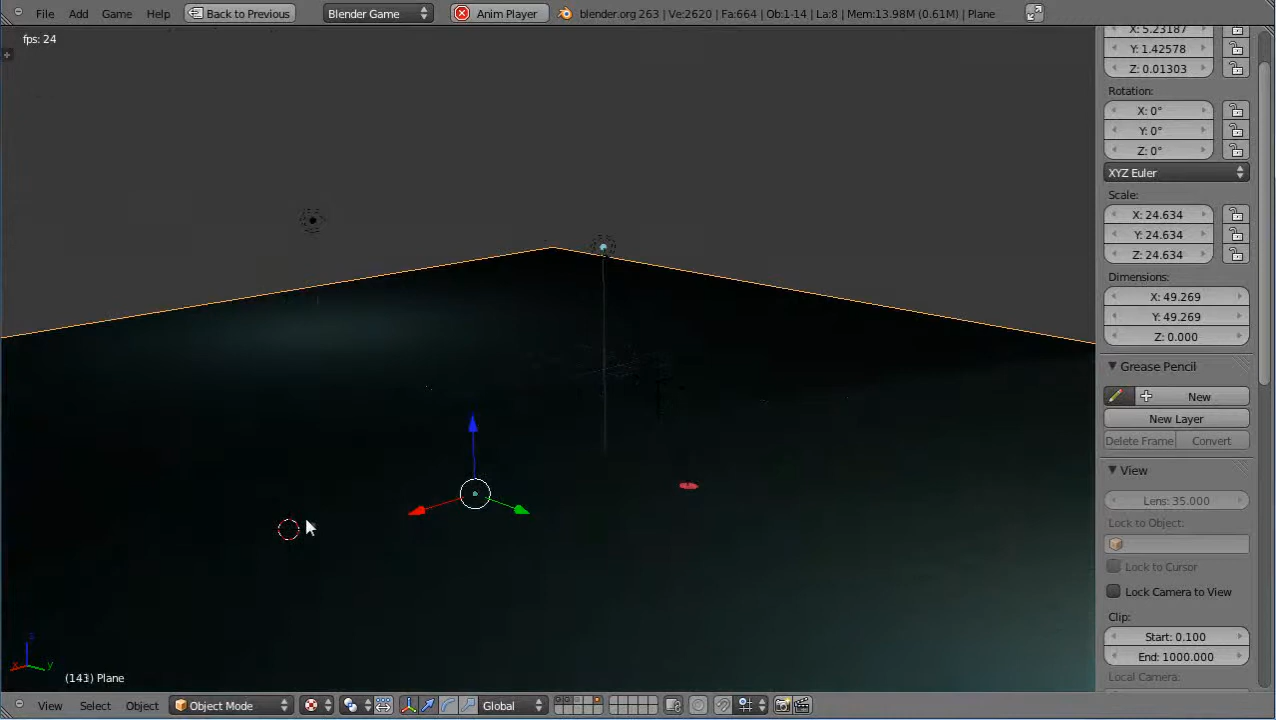 File Add Game Help Back to Previous Blender Game Anim Player blender.org 263 | Ve:2620 | Fa:664 | Ob:1-14 | La:8 | Mem:13.98M (0.61M) | Plane
fps: 24
X: 5.23187
Y: 1.42578
Z: 0.01303
Rotation:
X: 0°
Y: 0°
Z: 0°
XYZ Euler
Scale:
X: 24.634
Y: 24.634
Z: 24.634
Dimensions:
X: 49.269
Y: 49.269
Z: 0.000
Grease Pencil
New
New Layer
Delete Frame Convert
View
Lens: 35.000
Lock to Object:
Lock to Cursor
Lock Camera to View
Clip:
Start: 0.100
End: 1000.000
Local Camera:
z
x y
(143) Plane
View Select Object Object Mode Global